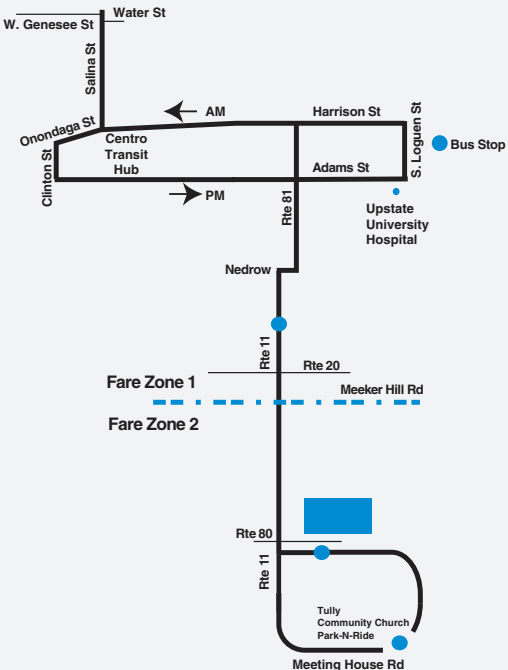 Water St
W. Genesee St
Salina St
AM
Harrison St
S. Loguen St
Onondaga St
Centro
Transit
Hub
Bus Stop
Clinton St
Adams St
PM
Rte 81
Upstate
University
Hospital
Nedrow
Rte 11
Rte 20
Fare Zone 1
Meeker Hill Rd
Fare Zone 2
Rte 80
Rte 11
Tully
Community Church
Park-N-Ride
Meeting House Rd